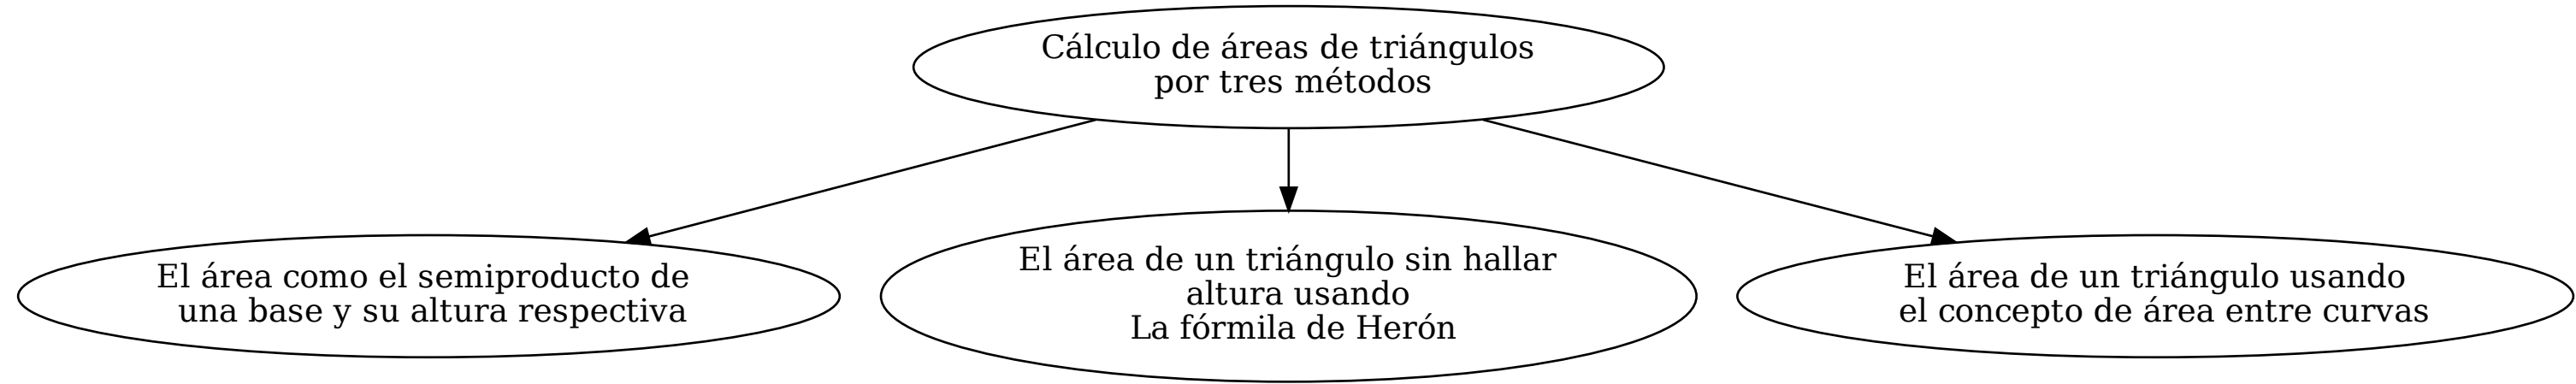 Cálculo de áreas de triángulos
por tres métodos
El área como el semiproducto de
una base y su altura respectiva
El área de un triángulo sin hallar
altura usando
La fórmila de Herón
El área de un triángulo usando
el concepto de área entre curvas